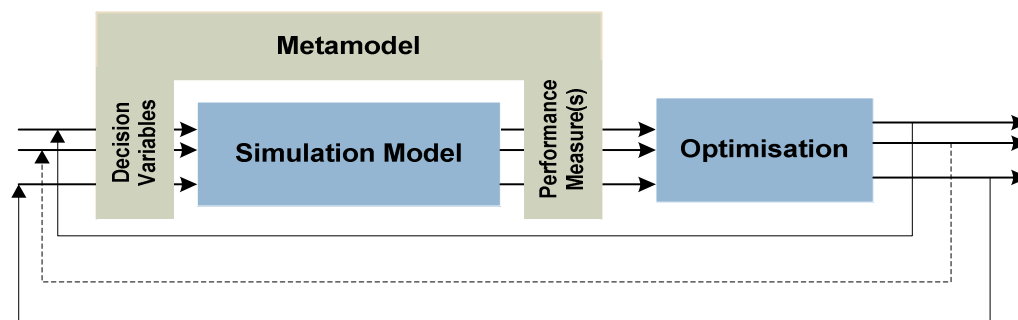 Metamodel
Decision
Variables
Simulation Model
Performance
Measure(s)
Optimisation